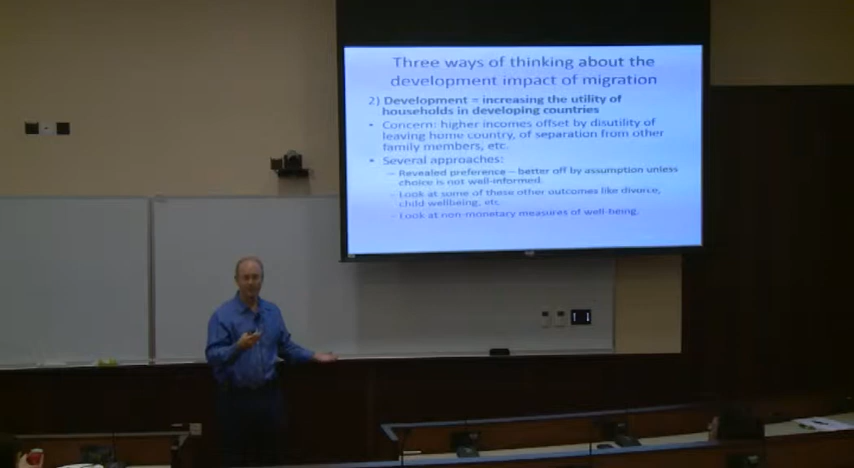 Three ways of thinking about the
development impact of migration
2) Development = increasing the utility of
households in developing countries
• Concern: higher incomes offset by disutility of
leaving home country, of separation from other
family members, etc.
• Several approaches:
– Revealed preference – better off by assumption unless
choice is not well-informed.
– Look at some of these other outcomes like divorce,
child wellbeing, etc.
– Look at non-monetary measures of well-being.